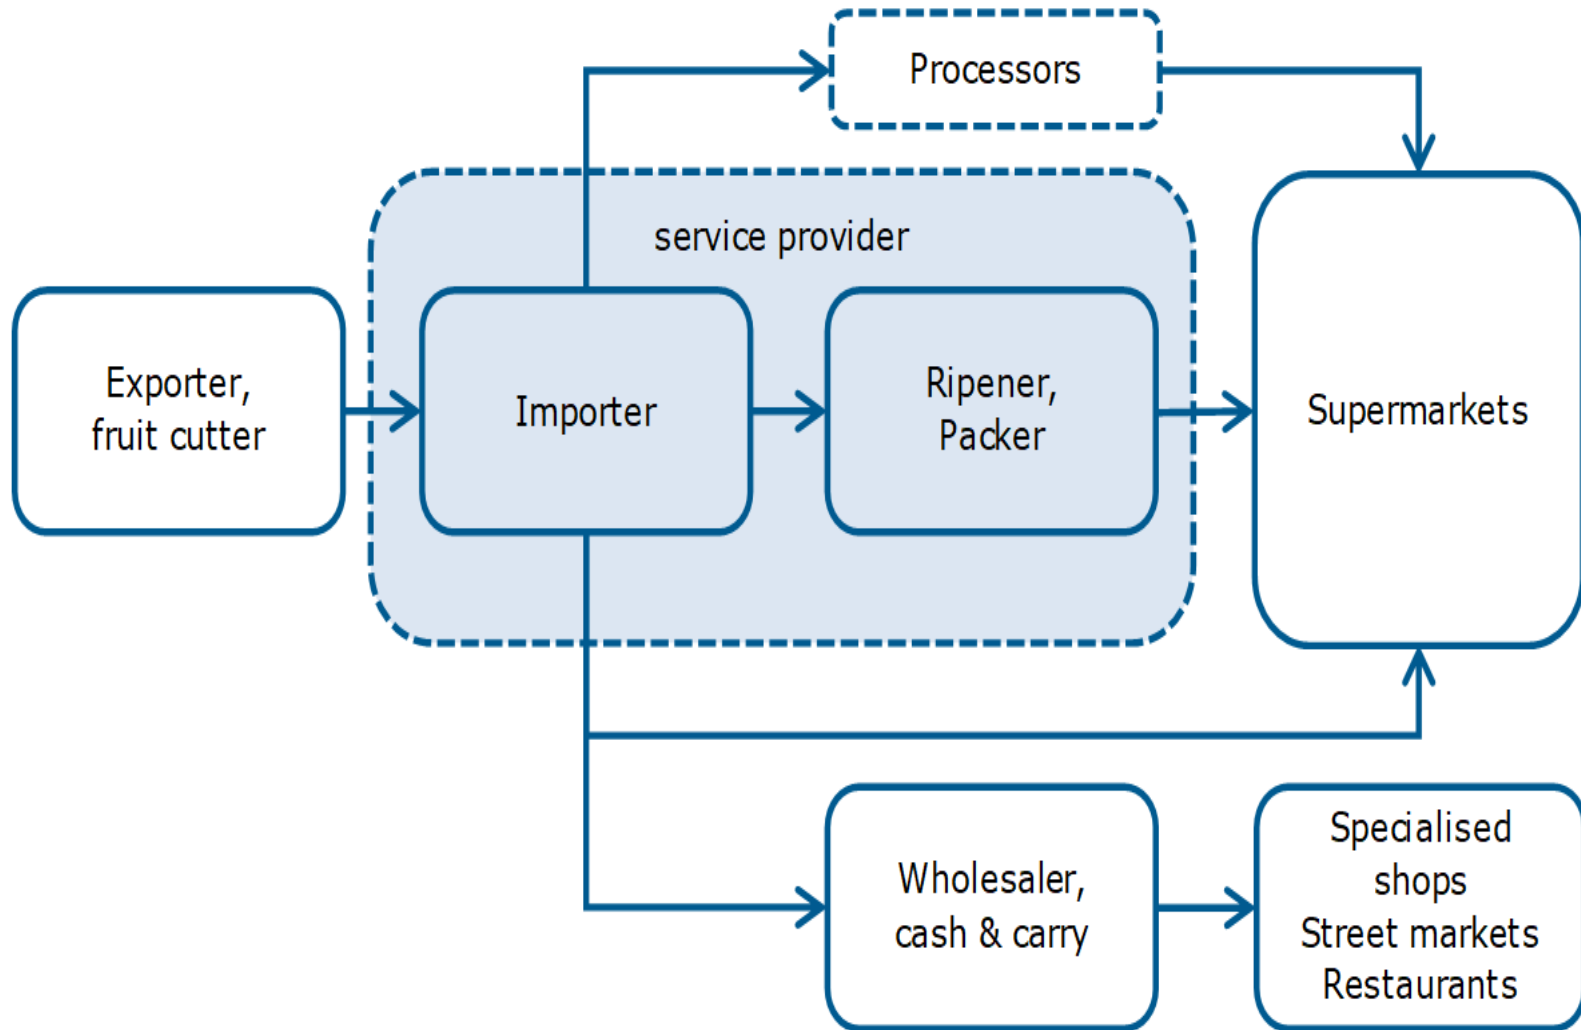 Processors
service provider
Exporter,
fruit cutter
Importer
Ripener,
Packer
Supermarkets
Wholesaler,
cash & carry
Specialised
shops
Street markets
Restaurants